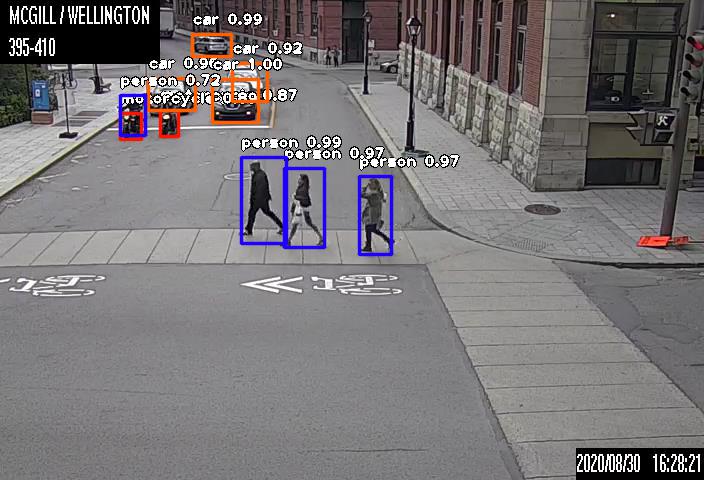 MCGILL / WELLINGTON
395-410
car 0.99
car 0.92
car 1.00
person 0.72
0.87
person 0.99
person 0.97
person 0.97
2020/08/30 16:28:21